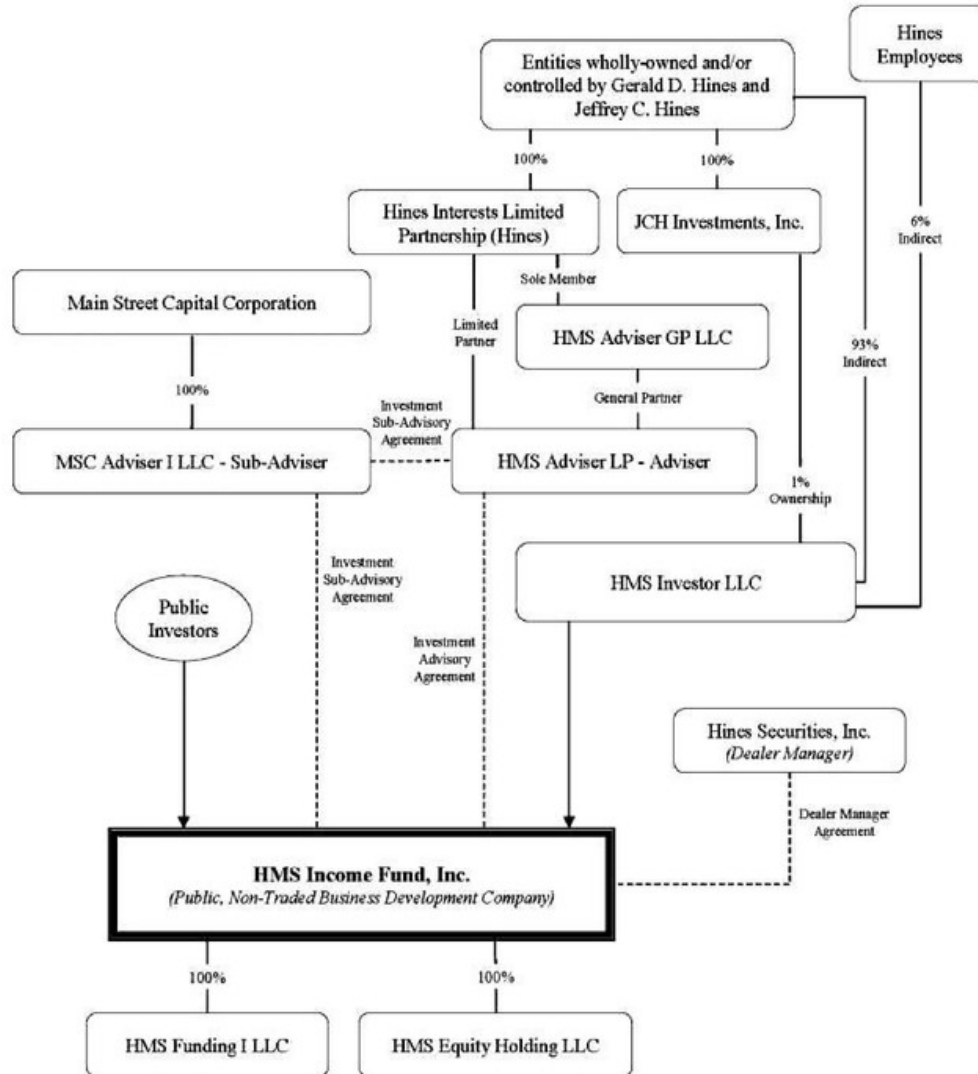 Hines
Employees
Entities wholly-owned and/or
controlled by Gerald D. Hines and
Jeffrey C. Hines
100%
100%
Hines Interests Limited
Partnership (Hines)
JCH Investments, Inc.
6%
Indirect
Sole Member
Main Street Capital Corporation
Limited
Partner
HMS Adviser GP LLC
93%
Indirect
100%
General Partner
Investment
Sub-Advisory
Agreement
MSC Adviser I LLC - Sub-Adviser
HMS Adviser LP - Adviser
1%
Ownership
Investment
Sub-Advisory
Agreement
HMS Investor LLC
Public
Investors
Investment
Advisory
Agreement
Hines Securities, Inc.
(Dealer Manager)
Dealer Manager
Agreement
HMS Income Fund, Inc.
(Public, Non-Traded Business Development Company)
100%
100%
HMS Funding I LLC
HMS Equity Holding LLC